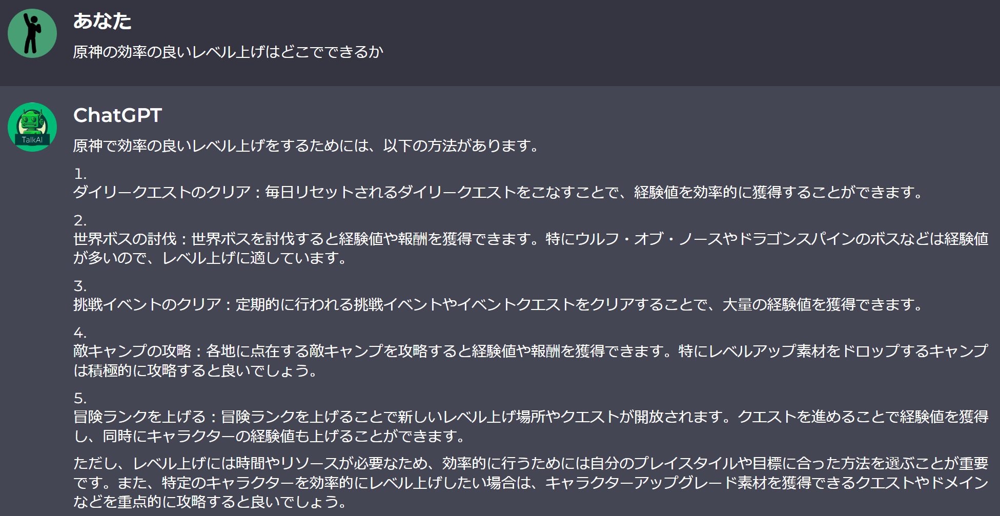 あなた
原神の効率の良いレベル上げはどこでできるか
TalkAI
ChatGPT
原神で効率の良いレベル上げをするためには、以下の方法があります。
1.
ダイリークエストのクリア：毎日リセットされるダイリークエストをこなすことで、経験値を効率的に獲得することができます。
2.
世界ボスの討伐：世界ボスを討伐すると経験値や報酬を獲得できます。特にウルフ・オブ・ノースやドラゴンスパインのボスなどは経験値
が多いので、レベル上げに適しています。
3.
挑戦イベントのクリア：定期的に行われる挑戦イベントやイベントクエストをクリアすることで、大量の経験値を獲得できます。
4.
敵キャンプの攻略：各地に点在する敵キャンプを攻略すると経験値や報酬を獲得できます。特にレベルアップ素材をドロップするキャンプ
は積極的に攻略すると良いでしょう。
5.
冒険ランクを上げる：冒険ランクを上げることで新しいレベル上げ場所やクエストが開放されます。クエストを進めることで経験値を獲得
し、同時にキャラクターの経験値も上げることができます。
ただし、レベル上げには時間やリソースが必要なため、効率的に行うためには自分のプレイスタイルや目標に合った方法を選ぶことが重要
です。また、特定のキャラクターを効率的にレベル上げしたい場合は、キャラクターアップグレード素材を獲得できるクエストやドメイン
などを重点的に攻略すると良いでしょう。